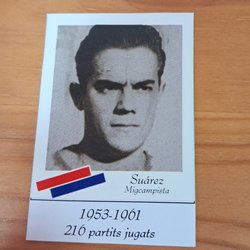 Suárez
Migcampista
1953-1961
216 partits jugats